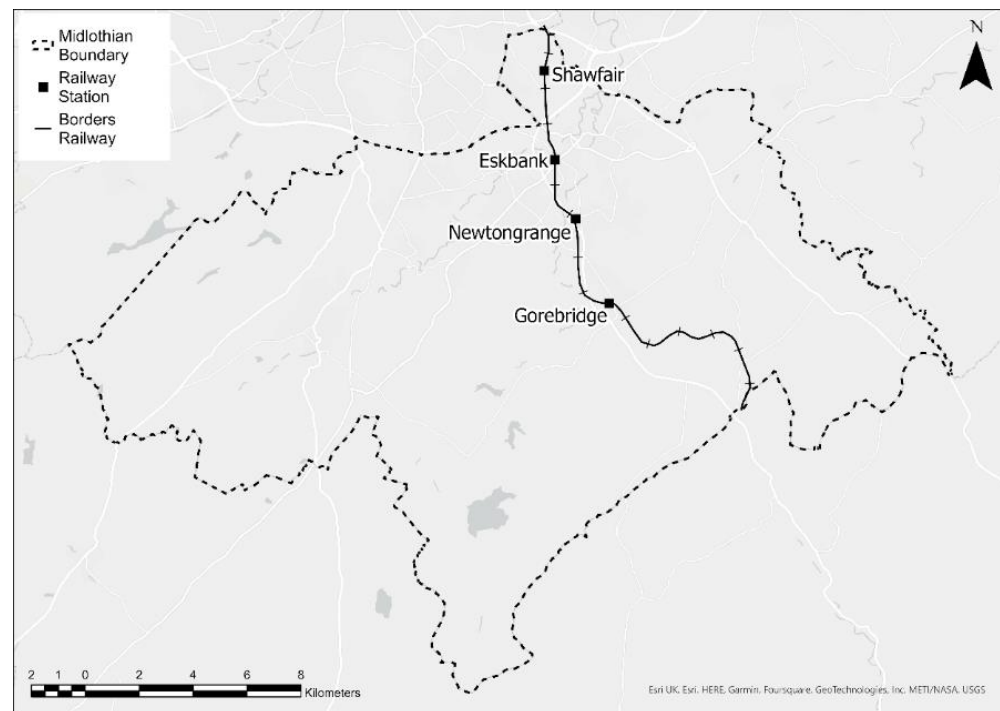 Midlothian
Boundary
Railway
Station
Borders
Railway
N
Shawfair
Eskbank
Newtongrange
Gorebridge
2 1 0 2 4 6 8
Kilometers
Esri UK, Esri, HERE, Garmin, Foursquare, GeoTechnologies, Inc, METI/NASA, USGS